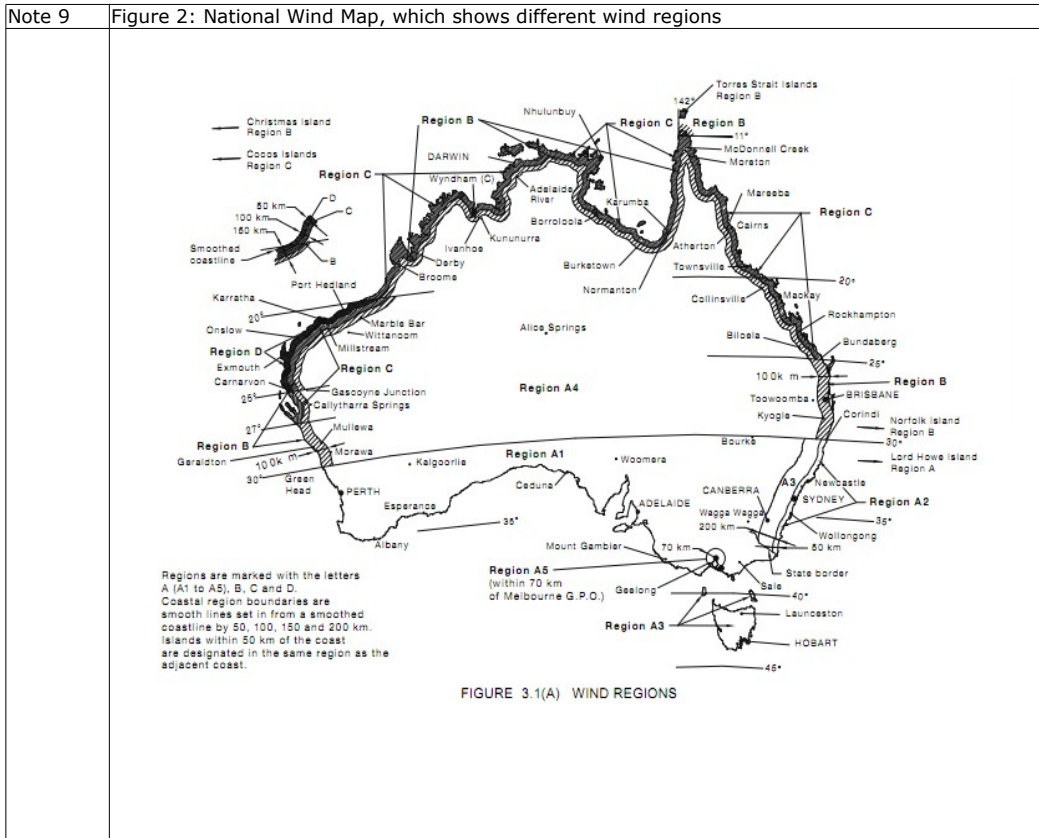 Note 9
Figure 2: National Wind Map, which shows different wind regions
Torres Strait Islands
Region B
142°
Nhulunbuy
Christmas Island
Region B
Region B
Region C
Region B
11°
Cocos Islands
Region C
DARWIN
McDonnell Creek
Moreton
Wyndham (C)
Region C
D
C
50 km
100 km
150 km
B
Smoothed
coastline
Adelaide
River
Karumba
Mareeba
Borroloola
Region C
Cairns
Kununurra
Ivanhoe
Atherton
Derby
Burketown
Townsville
Broome
Port Hedland
Normanton
20°
Collinsville
Mackay
Karratha
20°
Marble Bar
Wittanoom
Alice Springs
Rockhampton
Onslow
Millstream
Biloela
Bundaberg
Region D
Exmouth
Region C
25°
Carnarvon
Gascoyne Junction
Region A4
100k m
Region B
25°
Callytharra Springs
Toowoomba
BRISBANE
27°
Mullewa
Kyogle
Corindi
Norfolk Island
Region B
Region B
Bourke
30°
Geraldton
100k m
Morawa
Region A1
Woomera
Lord Howe Island
Region A
30°
Green
Head
Kalgoorlie
Ceduna
A3
Newcastle
PERTH
CANBERRA
SYDNEY
Region A2
Esperance
ADELAIDE
Wagga Wagga
35°
200 km
35°
Albany
Mount Gambier
70 km
Wollongong
50 km
Region A5
(within 70 km
of Melbourne G.P.O.)
State border
Geelong
Sale
40°
Launceston
Region A3
HOBART
45°
Regions are marked with the letters
A (A1 to A5), B, C and D.
Coastal region boundaries are
smooth lines set in from a smoothed
coastline by 50, 100, 150 and 200 km.
Islands within 50 km of the coast
are designated in the same region as the
adjacent coast.
FIGURE 3.1(A) WIND REGIONS